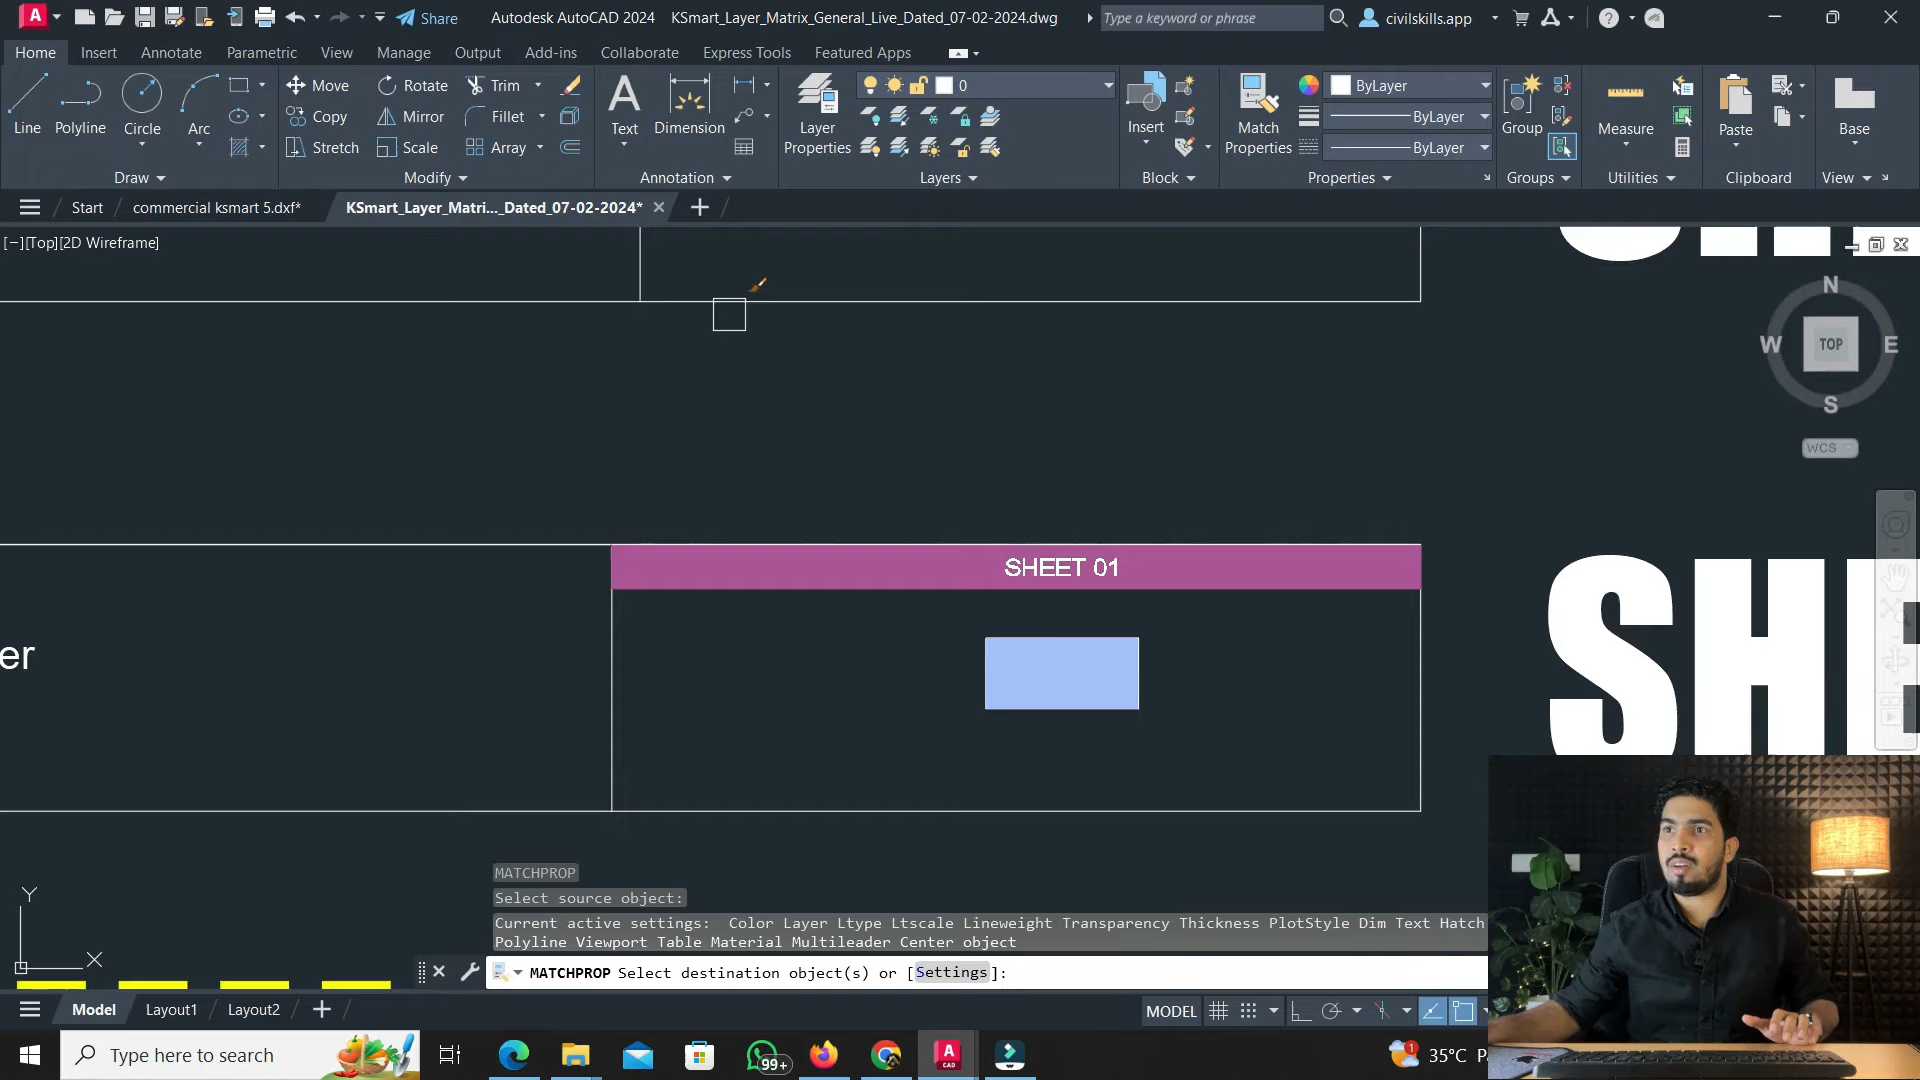 Share
Autodesk AutoCAD 2024 KSmart_Layer_Matrix_General_Live_Dated_07-02-2024.dwg
Type a keyword or phrase
civilskills.app
Home Insert Annotate Parametric View Manage Output Add-ins Collaborate Express Tools Featured Apps
Line Polyline Circle Arc
Move Rotate Trim
Copy Mirror Fillet
Stretch Scale Array
Text Dimension
Layer Properties
0
Insert
Match Properties
ByLayer
ByLayer
ByLayer
Group
Measure
Paste
Base
Draw Modify Annotation Layers Block Properties Groups Utilities Clipboard View
Start commercial ksmart 5.dxf* KSmart_Layer_Matri..._Dated_07-02-2024*
[−][Top][2D Wireframe]
N
W TOP E
S
WCS
SHEET 01
er
SHE
MATCHPROP
Select source object:
Current active settings: Color Layer Ltype Ltscale Lineweight Transparency Thickness PlotStyle Dim Text Hatch
Polyline Viewport Table Material Multileader Center object
MATCHPROP Select destination object(s) or [Settings]:
Y
X
Model Layout1 Layout2
MODEL
Type here to search
99+
A
CAD
1
35°C